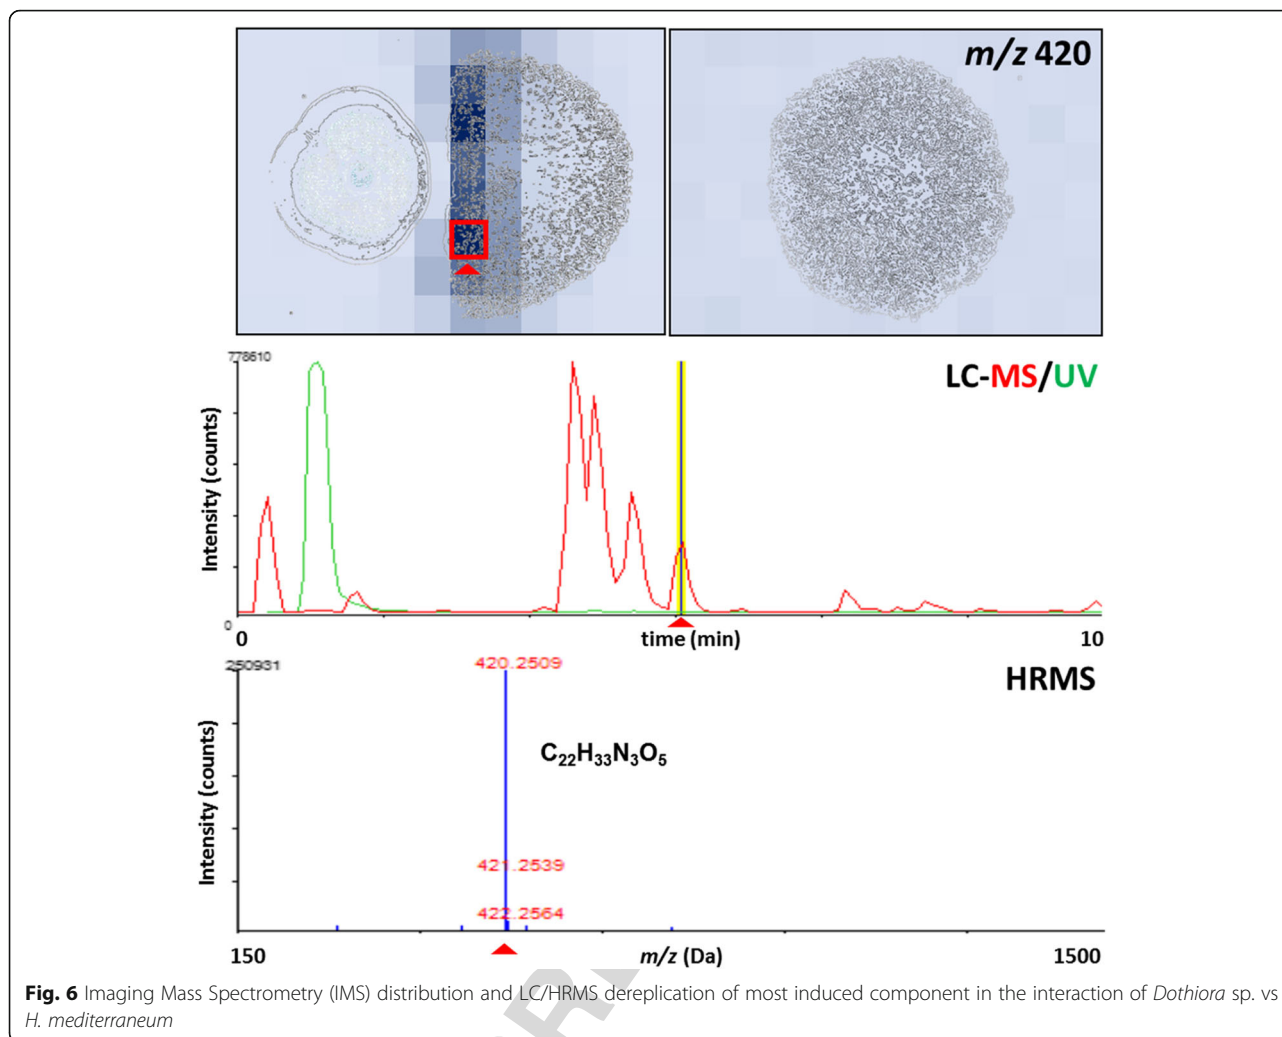 m/z 420
778610
LC-MS/UV
Intensity (counts)
0
0
time (min)
10
250931
420.2509
HRMS
C₂₂H₃₃N₃O₅
Intensity (counts)
421.2539
422.2564
150
m/z (Da)
1500
Fig. 6 Imaging Mass Spectrometry (IMS) distribution and LC/HRMS dereplication of most induced component in the interaction of Dothiora sp. vs
H. mediterraneum